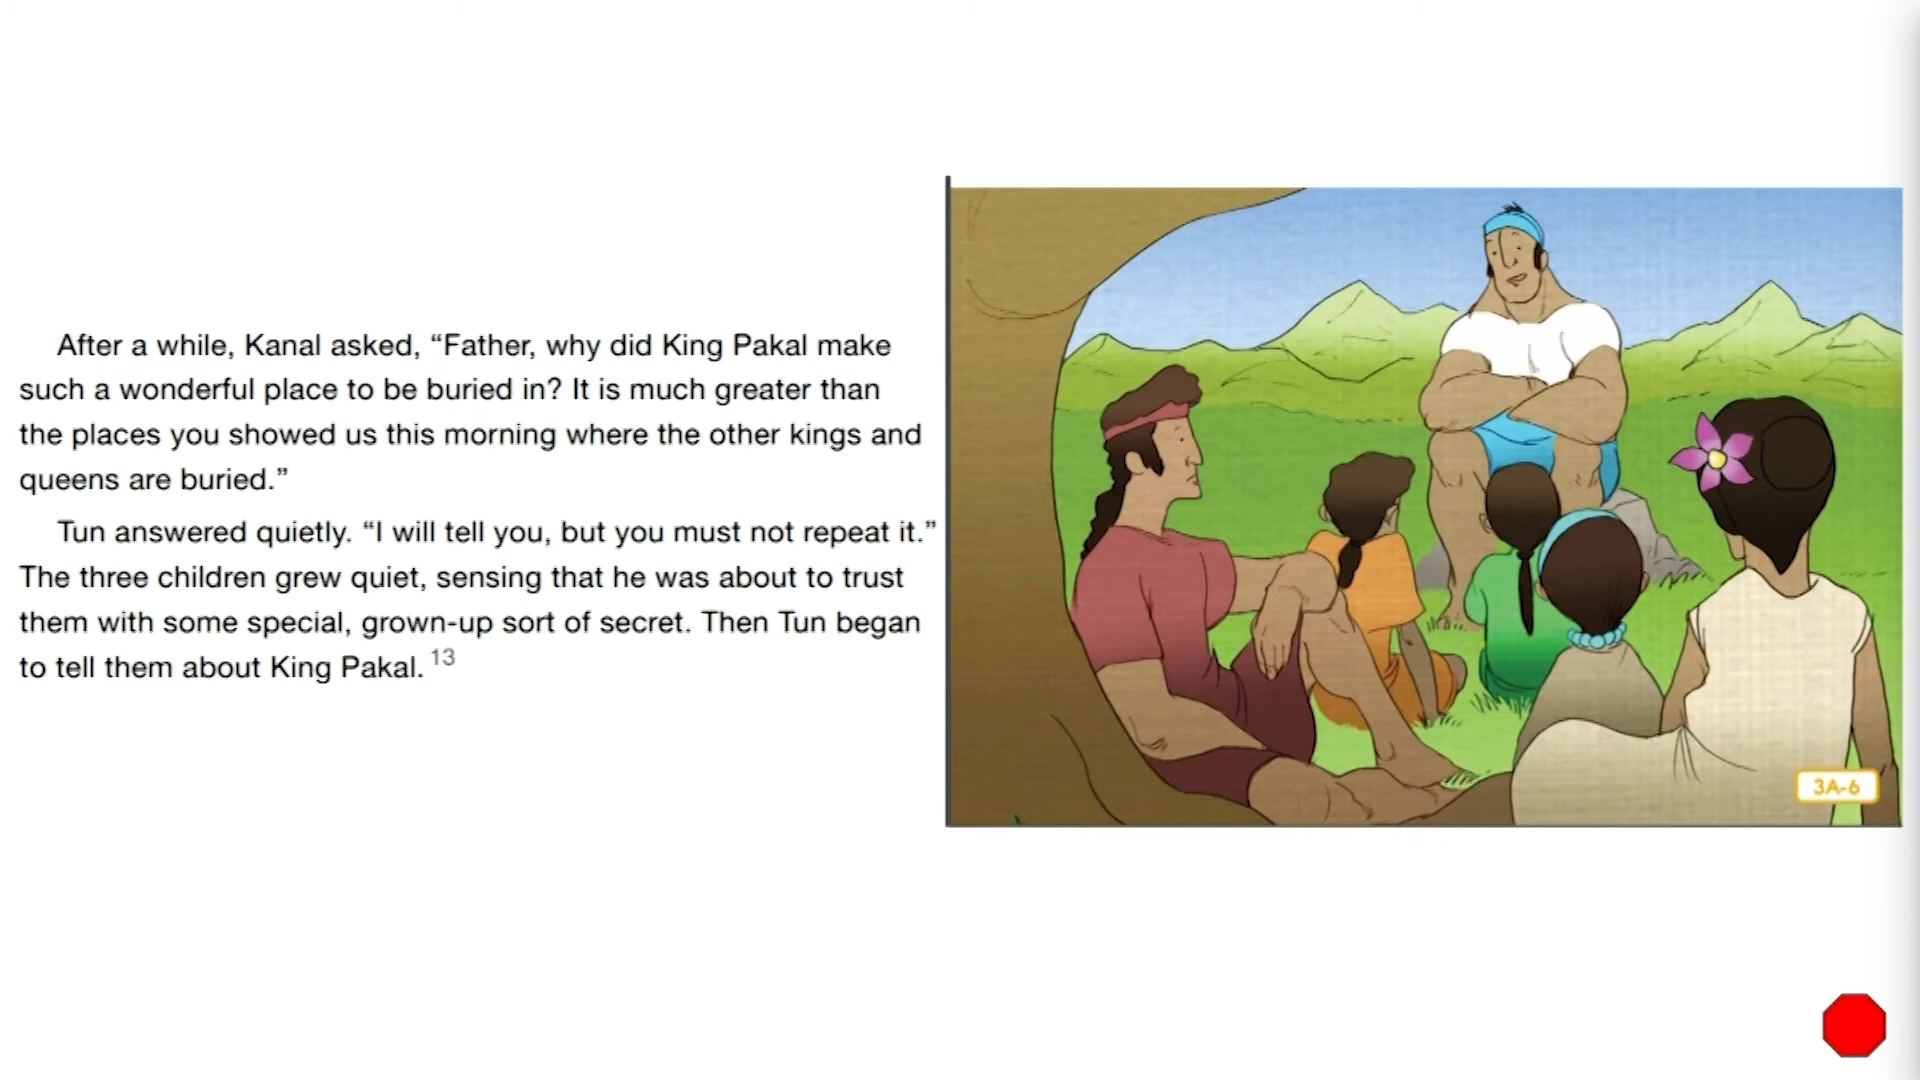 After a while, Kanal asked, “Father, why did King Pakal make
such a wonderful place to be buried in? It is much greater than
the places you showed us this morning where the other kings and
queens are buried.”
Tun answered quietly. “I will tell you, but you must not repeat it.”
The three children grew quiet, sensing that he was about to trust
them with some special, grown-up sort of secret. Then Tun began
to tell them about King Pakal. 13
3A-6